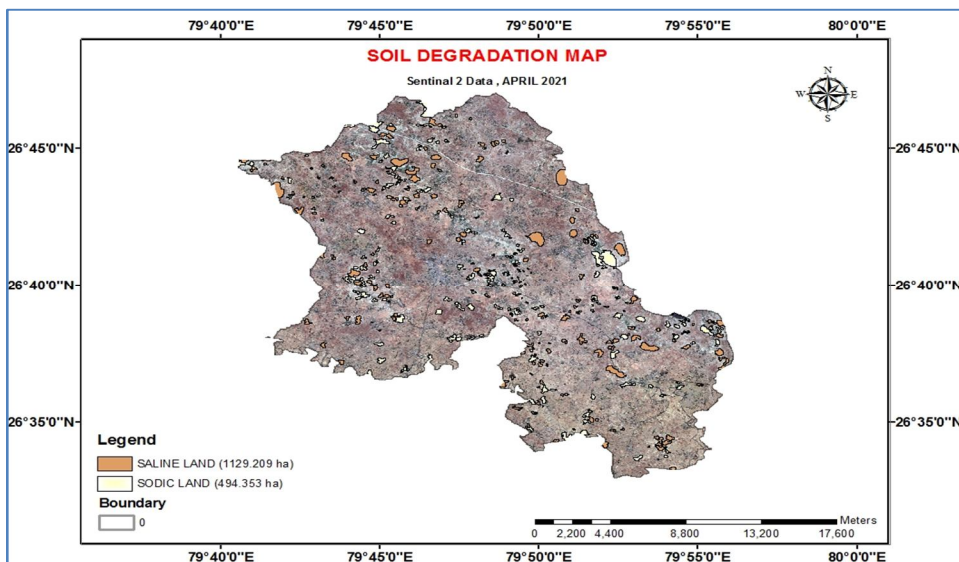 79°40'0"E 79°45'0"E 79°50'0"E 79°55'0"E 80°0'0"E
SOIL DEGRADATION MAP
Sentinal 2 Data , APRIL 2021
N
W E
S
26°45'0"N 26°45'0"N
26°40'0"N 26°40'0"N
26°35'0"N 26°35'0"N
Legend
SALINE LAND (1129.209 ha)
SODIC LAND (494.353 ha)
Boundary
0
Meters
0 2,200 4,400 8,800 13,200 17,600
79°40'0"E 79°45'0"E 79°50'0"E 79°55'0"E 80°0'0"E